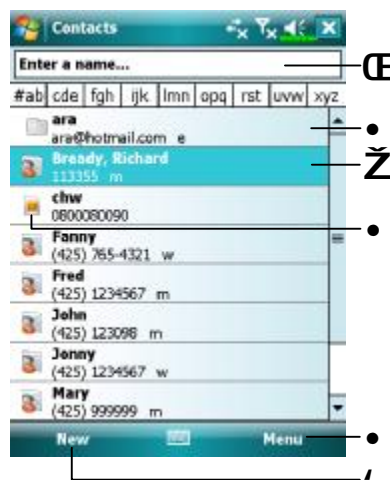 Contacts
Enter a name...
Œ
#ab cde fgh ijk lmn opq rst uvw xyz
ara
ara@hotmail.com e
•
Bready, Richard
113355 m
Ž
chw
0800080090
•
Fanny
(425) 765-4321 w
Fred
(425) 1234567 m
John
(425) 123098 m
Jonny
(425) 1234567 w
Mary
(425) 999999 m
New Menu
•